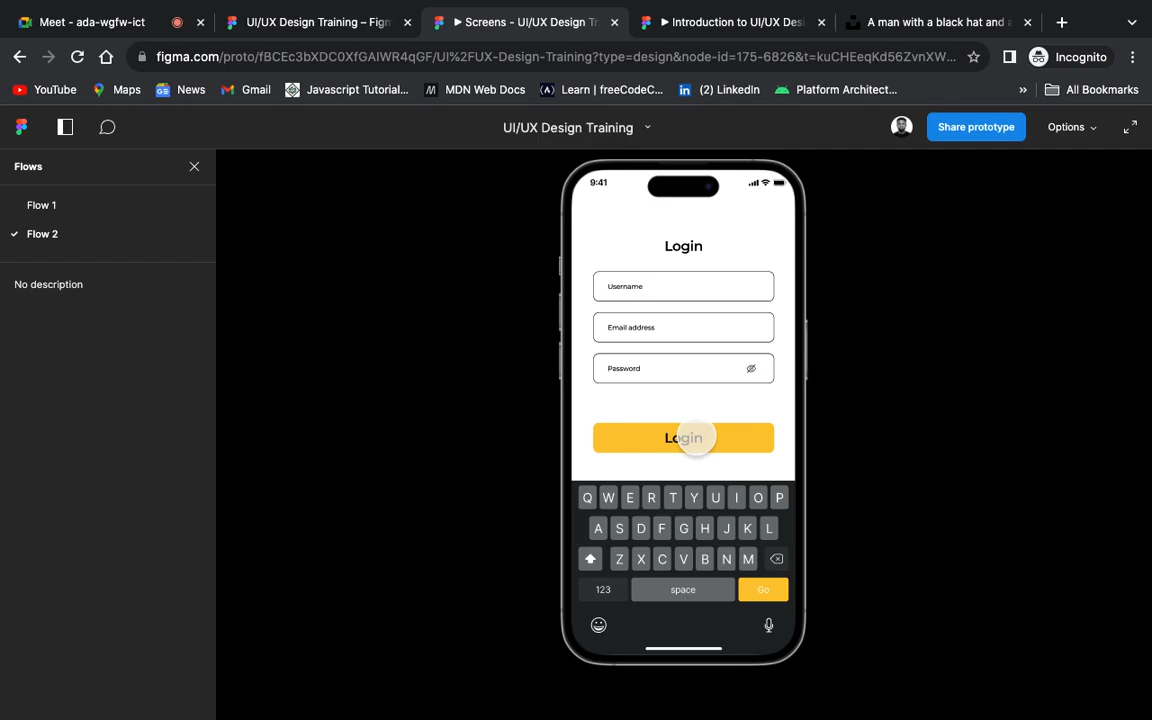 Meet - ada-wgfw-ict
UI/UX Design Training – Figm
Screens - UI/UX Design Tr
Introduction to UI/UX Desi
A man with a black hat and a
figma.com/proto/fBCEc3bXDC0XfGAIWR4qGF/UI%2FUX-Design-Training?type=design&node-id=175-6826&t=kuCHEeqKd56ZvnXW...
Incognito
YouTube
Maps
News
Gmail
Javascript Tutorial...
MDN Web Docs
Learn | freeCodeC...
(2) LinkedIn
Platform Architect...
»
All Bookmarks
UI/UX Design Training
Share prototype
Options
Flows
Flow 1
Flow 2
No description
9:41
Login
Username
Email address
Password
Login
Q W E R T Y U I O P
A S D F G H J K L
Z X C V B N M
123 space Go